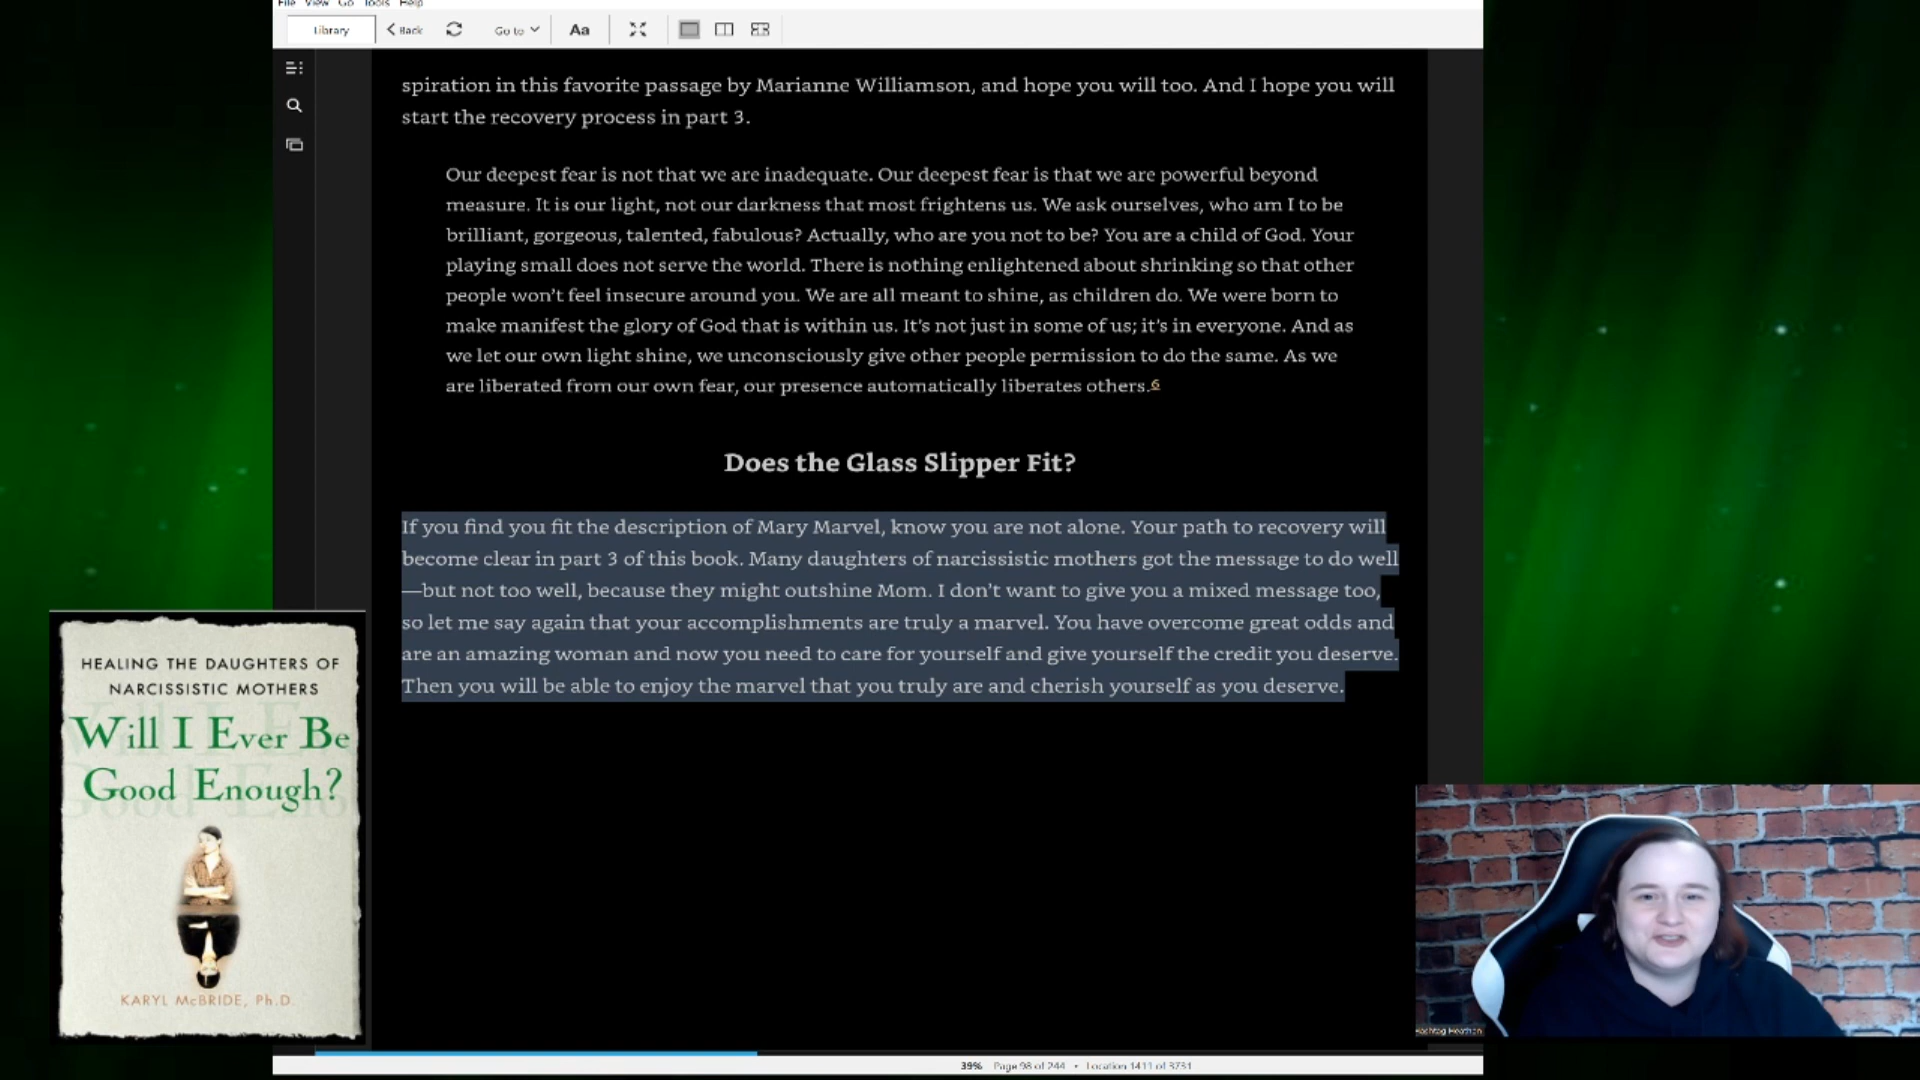 File View Go Tools Help
Library
Back
Go to
Aa
spiration in this favorite passage by Marianne Williamson, and hope you will too. And I hope you will
start the recovery process in part 3.
Our deepest fear is not that we are inadequate. Our deepest fear is that we are powerful beyond
measure. It is our light, not our darkness that most frightens us. We ask ourselves, who am I to be
brilliant, gorgeous, talented, fabulous? Actually, who are you not to be? You are a child of God. Your
playing small does not serve the world. There is nothing enlightened about shrinking so that other
people won’t feel insecure around you. We are all meant to shine, as children do. We were born to
make manifest the glory of God that is within us. It’s not just in some of us; it’s in everyone. And as
we let our own light shine, we unconsciously give other people permission to do the same. As we
are liberated from our own fear, our presence automatically liberates others.6
Does the Glass Slipper Fit?
If you find you fit the description of Mary Marvel, know you are not alone. Your path to recovery will
become clear in part 3 of this book. Many daughters of narcissistic mothers got the message to do well
—but not too well, because they might outshine Mom. I don’t want to give you a mixed message too,
so let me say again that your accomplishments are truly a marvel. You have overcome great odds and
are an amazing woman and now you need to care for yourself and give yourself the credit you deserve.
Then you will be able to enjoy the marvel that you truly are and cherish yourself as you deserve.
HEALING THE DAUGHTERS OF
NARCISSISTIC MOTHERS
Will I Ever Be
Good Enough?
KARYL McBRIDE, Ph.D.
Hashtag Heathen
39% Page 98 of 244 • Location 1411 of 3731